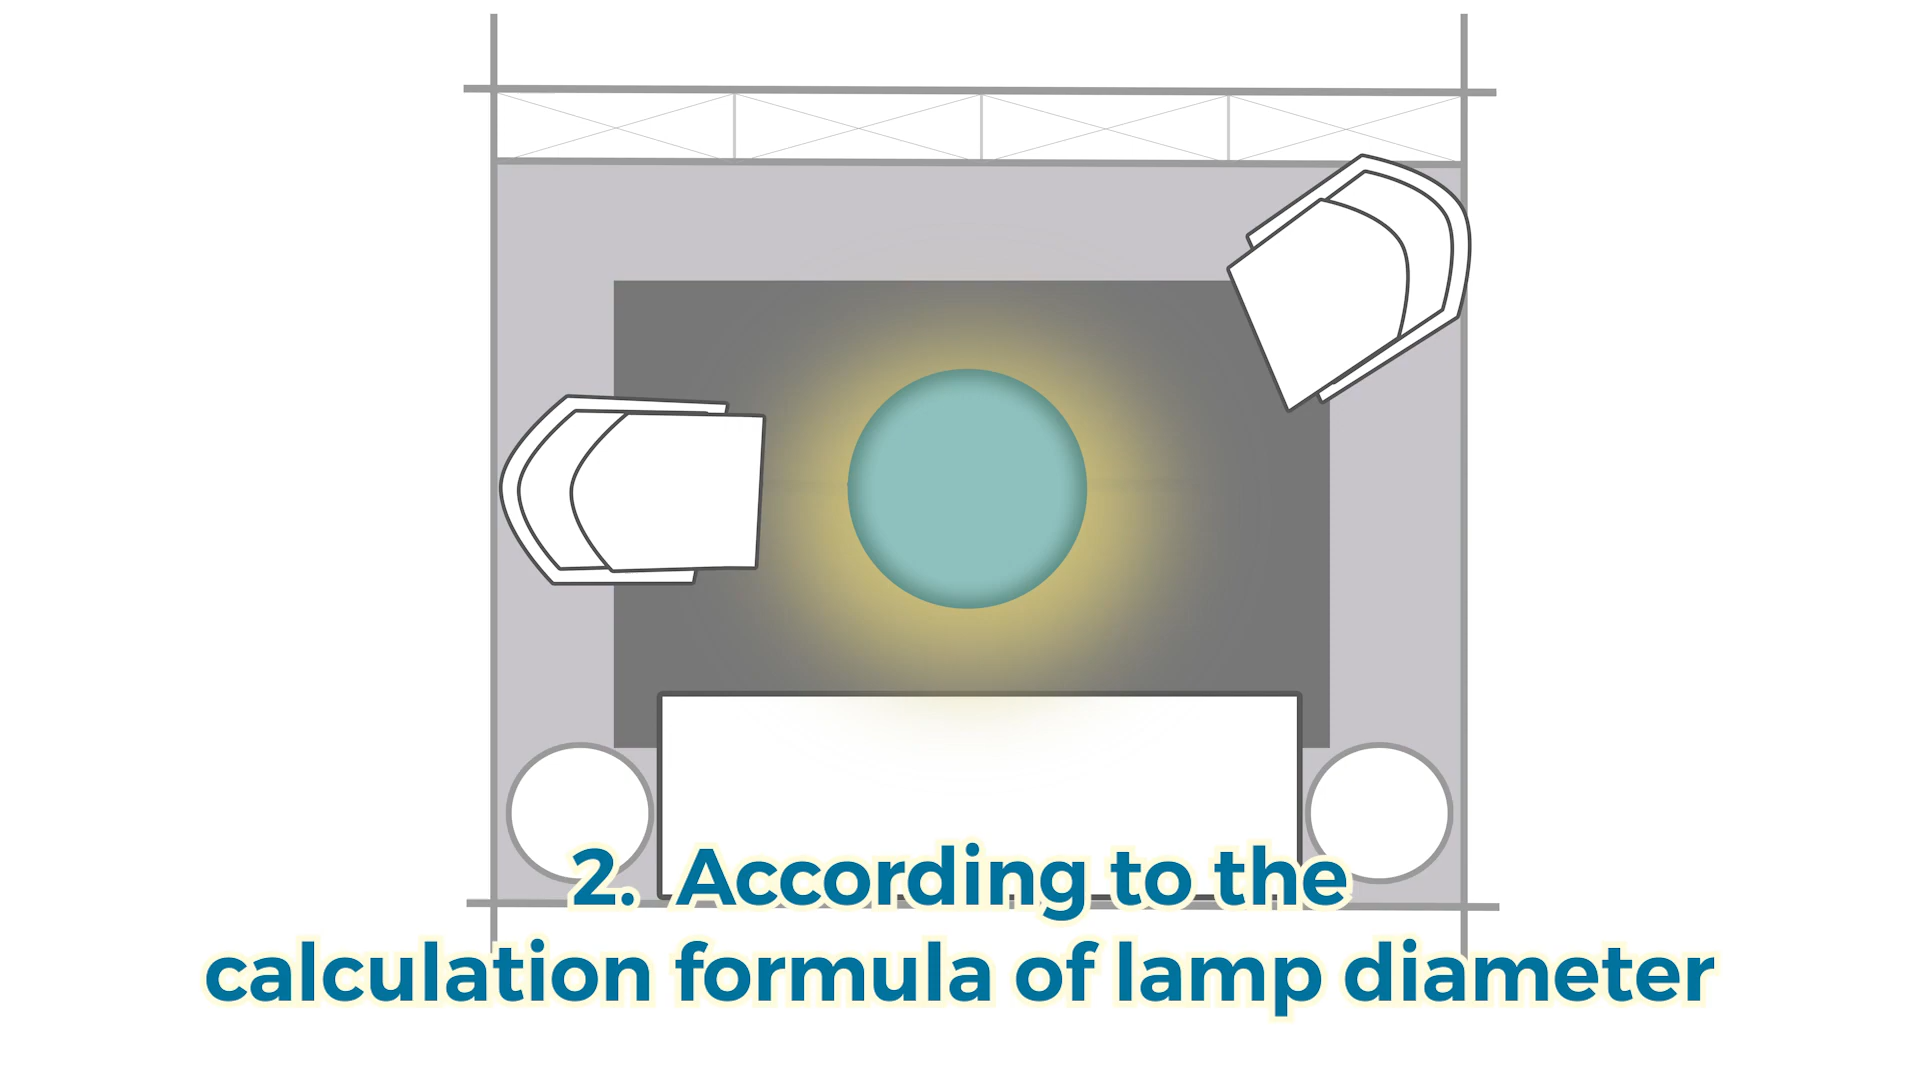 2. According to the
calculation formula of lamp diameter